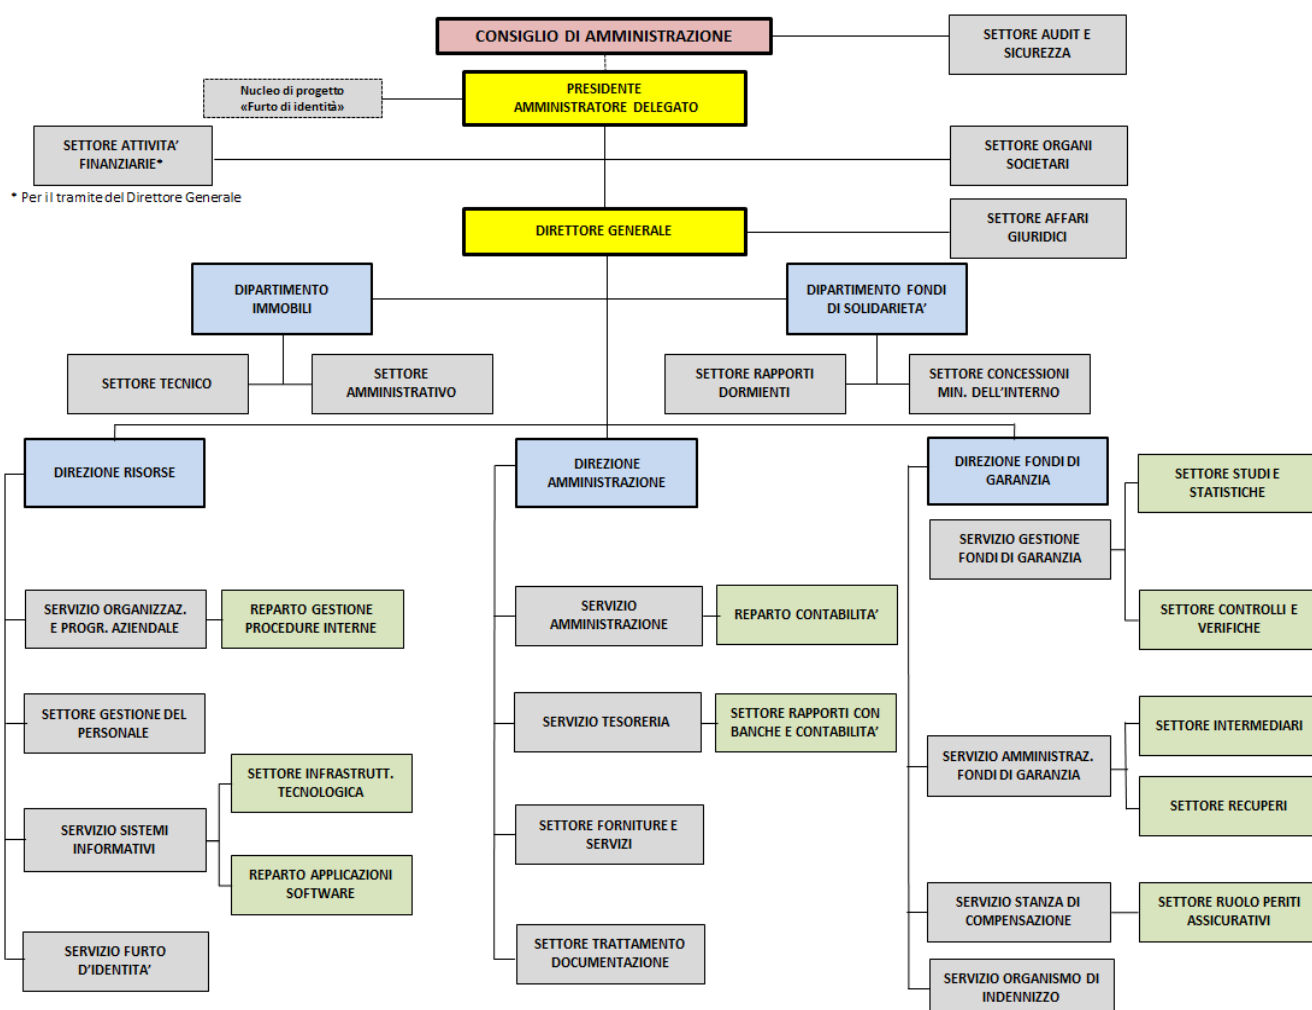 CONSIGLIO DI AMMINISTRAZIONE
SETTORE AUDIT E
SICUREZZA
Nucleo di progetto
«Furto di identità»
PRESIDENTE
AMMINISTRATORE DELEGATO
SETTORE ATTIVITA'
FINANZIARIE*
* Per il tramite del Direttore Generale
SETTORE ORGANI
SOCIETARI
DIRETTORE GENERALE
SETTORE AFFARI
GIURIDICI
DIPARTIMENTO
IMMOBILI
DIPARTIMENTO FONDI
DI SOLIDARIETA'
SETTORE TECNICO
SETTORE
AMMINISTRATIVO
SETTORE RAPPORTI
DORMIENTI
SETTORE CONCESSIONI
MIN. DELL'INTERNO
DIREZIONE RISORSE
DIREZIONE
AMMINISTRAZIONE
DIREZIONE FONDI DI
GARANZIA
SETTORE STUDI E
STATISTICHE
SERVIZIO GESTIONE
FONDI DI GARANZIA
SETTORE CONTROLLI E
VERIFICHE
SERVIZIO ORGANIZZAZ.
E PROGR. AZIENDALE
REPARTO GESTIONE
PROCEDURE INTERNE
SERVIZIO
AMMINISTRAZIONE
REPARTO CONTABILITA'
SETTORE GESTIONE DEL
PERSONALE
SERVIZIO TESORERIA
SETTORE RAPPORTI CON
BANCHE E CONTABILITA'
SETTORE INTERMEDIARI
SERVIZIO AMMINISTRAZ.
FONDI DI GARANZIA
SETTORE RECUPERI
SETTORE INFRASTRUTT.
TECNOLOGICA
SERVIZIO SISTEMI
INFORMATIVI
REPARTO APPLICAZIONI
SOFTWARE
SETTORE FORNITURE E
SERVIZI
SERVIZIO STANZA DI
COMPENSAZIONE
SETTORE RUOLO PERITI
ASSICURATIVI
SERVIZIO FURTO
D'IDENTITA'
SETTORE TRATTAMENTO
DOCUMENTAZIONE
SERVIZIO ORGANISMO DI
INDENNIZZO